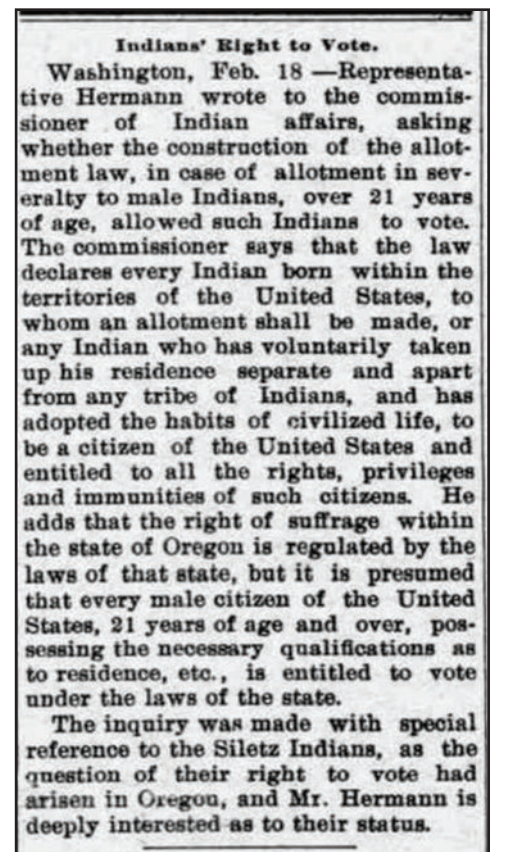 Indians' Right to Vote.
Washington, Feb. 18 —Representa-
tive Hermann wrote to the commis-
sioner of Indian affairs, asking
whether the construction of the allot-
ment law, in case of allotment in sev-
eralty to male Indians, over 21 years
of age, allowed such Indians to vote.
The commissioner says that the law
declares every Indian born within the
territories of the United States, to
whom an allotment shall be made, or
any Indian who has voluntarily taken
up his residence separate and apart
from any tribe of Indians, and has
adopted the habits of civilized life, to
be a citizen of the United States and
entitled to all the rights, privileges
and immunities of such citizens. He
adds that the right of suffrage within
the state of Oregon is regulated by the
laws of that state, but it is presumed
that every male citizen of the United
States, 21 years of age and over, pos-
sessing the necessary qualifications as
to residence, etc., is entitled to vote
under the laws of the state.
The inquiry was made with special
reference to the Siletz Indians, as the
question of their right to vote had
arisen in Oregon, and Mr. Hermann is
deeply interested as to their status.